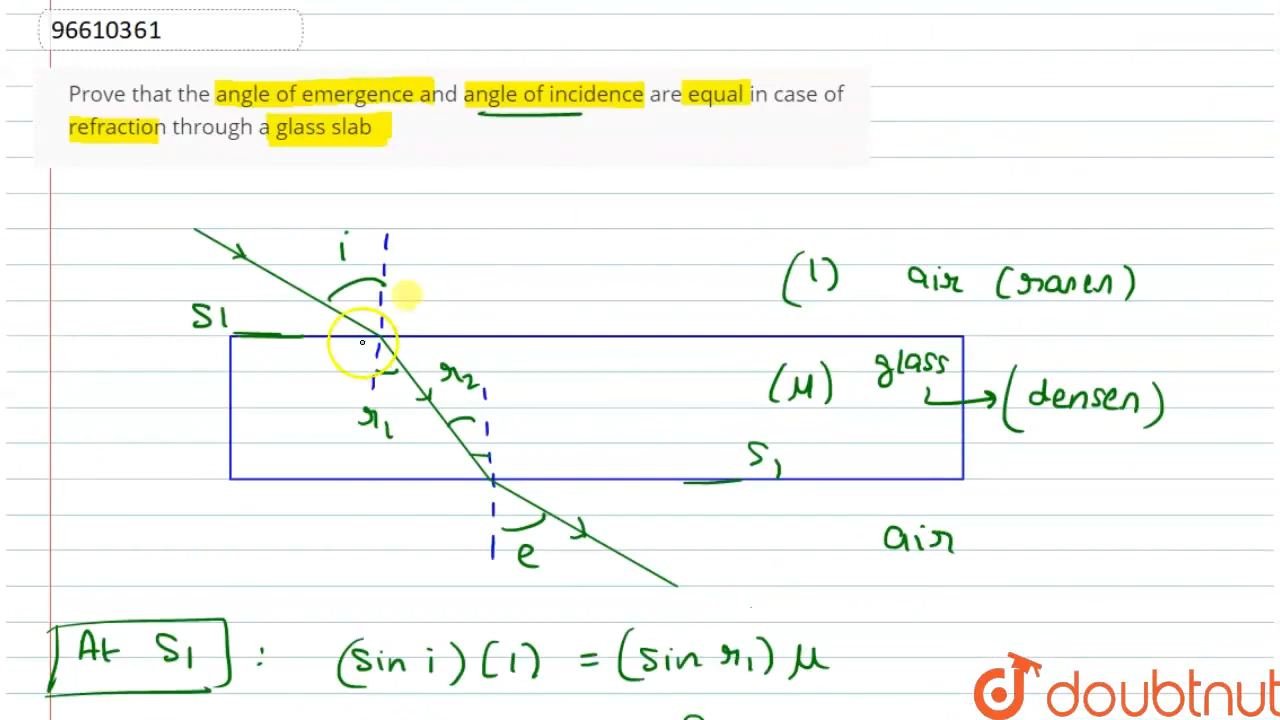 96610361
Prove that the angle of emergence and angle of incidence are equal in case of
refraction through a glass slab
i
(1) air (rarer)
S1
r2
(μ) glass
(denser)
r1
S1
e
air
At S1 : (sin i) (1) = (sin r1) μ
doubtnut